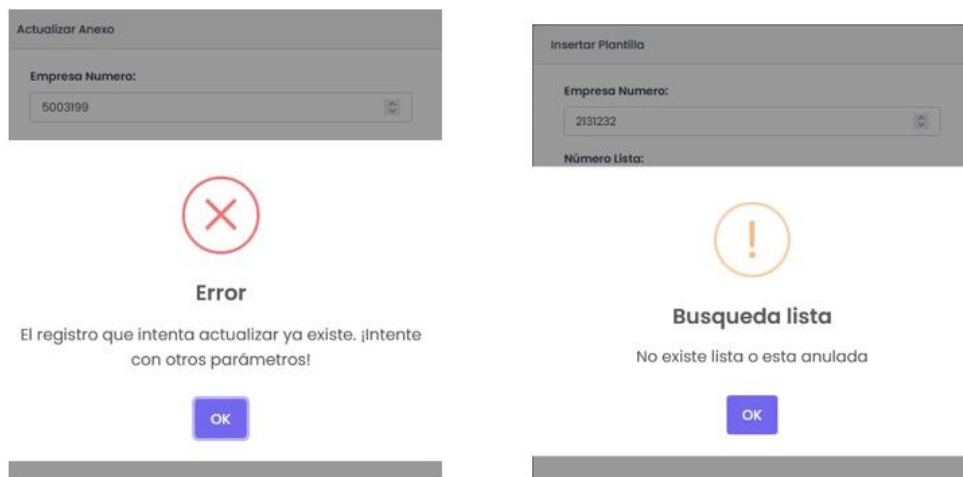 Actualizar Anexo
Empresa Numero:
5003199
Error
El registro que intenta actualizar ya existe. ¡Intente
con otros parámetros!
OK
Insertar Plantilla
Empresa Numero:
2131232
Número Lista:
Busqueda lista
No existe lista o esta anulada
OK